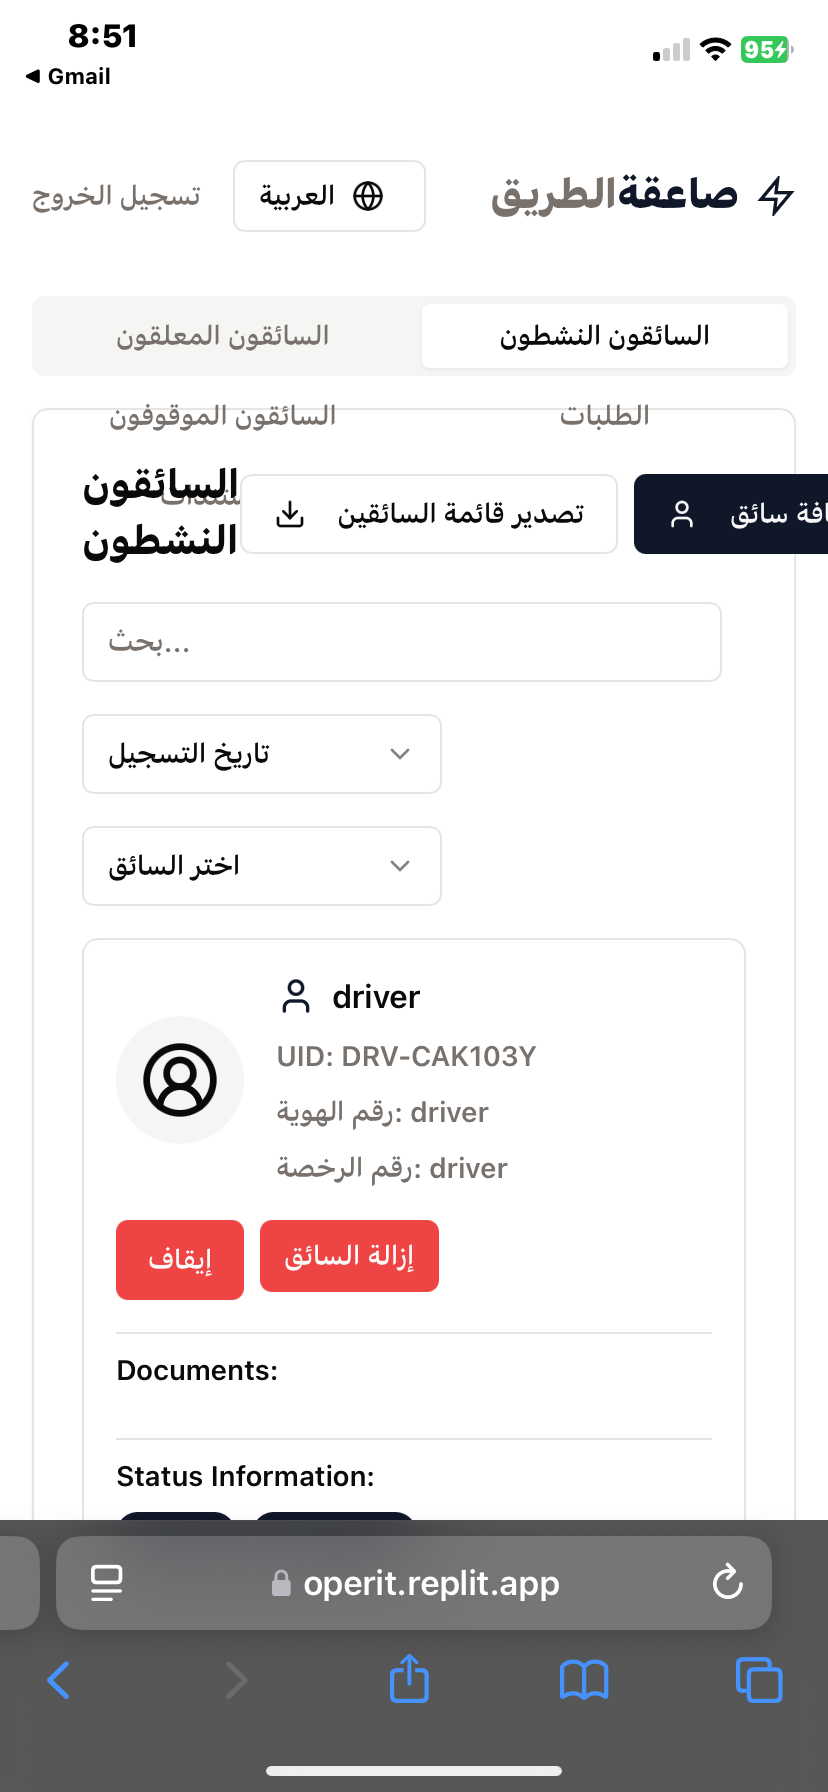 8:51
95
◀ Gmail
صاعقةالطريق
العربية
تسجيل الخروج
السائقون النشطون
السائقون المعلقون
الطلبات
السائقون الموقوفون
السائقون
النشطون
تصدير قائمة السائقين
سائق
بحث...
تاريخ التسجيل
اختر السائق
driver
UID: DRV-CAK103Y
رقم الهوية: driver
رقم الرخصة: driver
إيقاف
إزالة السائق
Documents:
Status Information:
operit.replit.app